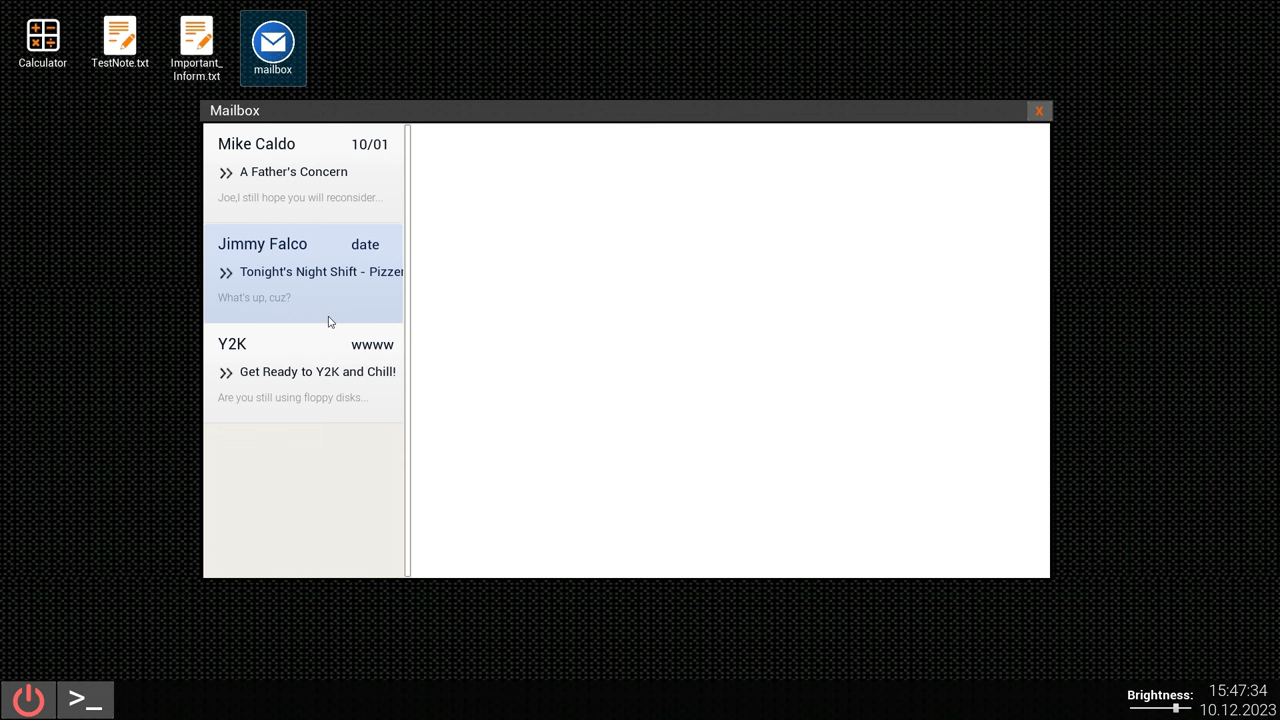 Calculator
TestNote.txt
Important_
Inform.txt
mailbox
Mailbox
X
Mike Caldo 10/01
A Father's Concern
Joe,I still hope you will reconsider...
Jimmy Falco date
Tonight's Night Shift - Pizzer
What's up, cuz?
Y2K wwww
Get Ready to Y2K and Chill!
Are you still using floppy disks...
>_
Brightness:
15:47:34
10.12.2023